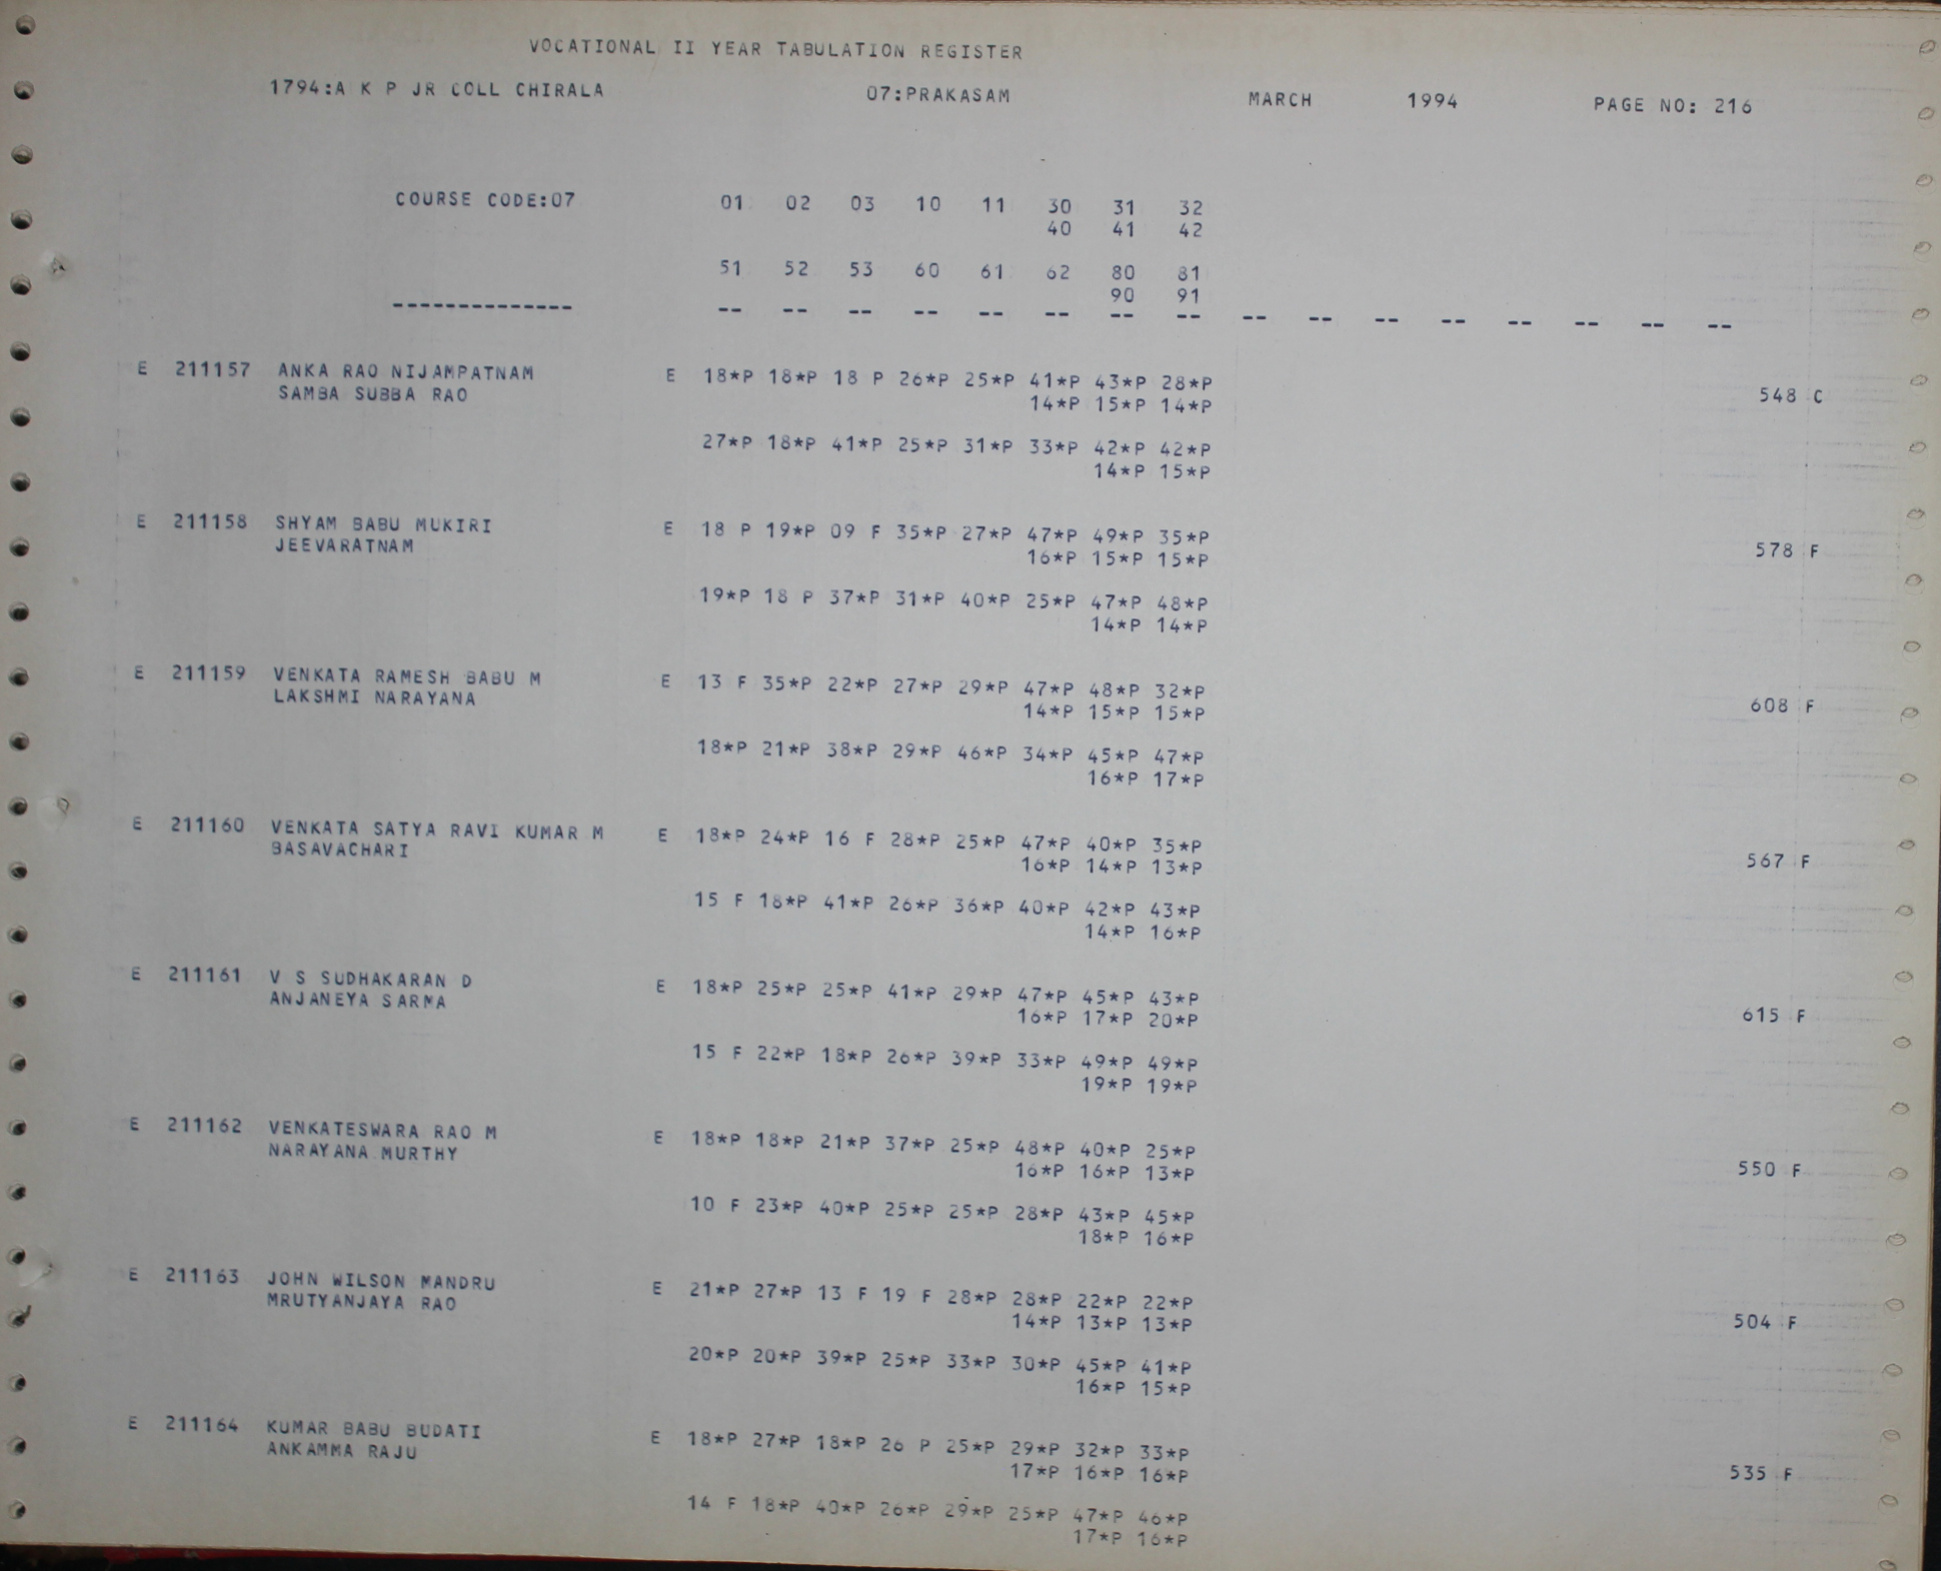 VOCATIONAL II YEAR TABULATION REGISTER
1794:A K P JR COLL CHIRALA 07:PRAKASAM MARCH 1994 PAGE NO: 216
COURSE CODE:07 01 02 03 10 11 30 31 32
40 41 42
51 52 53 60 61 62 80 81
90 91
-------------- -- -- -- -- -- -- -- -- -- -- -- -- -- -- -- --
E 211157 ANKA RAO NIJAMPATNAM E 18*P 18*P 18 P 26*P 25*P 41*P 43*P 28*P
SAMBA SUBBA RAO 14*P 15*P 14*P 548 C
27*P 18*P 41*P 25*P 31*P 33*P 42*P 42*P
14*P 15*P
E 211158 SHYAM BABU MUKIRI E 18 P 19*P 09 F 35*P 27*P 47*P 49*P 35*P
JEEVARATNAM 16*P 15*P 15*P 578 F
19*P 18 P 37*P 31*P 40*P 25*P 47*P 48*P
14*P 14*P
E 211159 VENKATA RAMESH BABU M E 13 F 35*P 22*P 27*P 29*P 47*P 48*P 32*P
LAKSHMI NARAYANA 14*P 15*P 15*P 608 F
18*P 21*P 38*P 29*P 46*P 34*P 45*P 47*P
16*P 17*P
E 211160 VENKATA SATYA RAVI KUMAR M E 18*P 24*P 16 F 28*P 25*P 47*P 40*P 35*P
BASAVACHARI 16*P 14*P 13*P 567 F
15 F 18*P 41*P 26*P 36*P 40*P 42*P 43*P
14*P 16*P
E 211161 V S SUDHAKARAN D E 18*P 25*P 25*P 41*P 29*P 47*P 45*P 43*P
ANJANEYA SARMA 16*P 17*P 20*P 615 F
15 F 22*P 18*P 26*P 39*P 33*P 49*P 49*P
19*P 19*P
E 211162 VENKATESWARA RAO M E 18*P 18*P 21*P 37*P 25*P 48*P 40*P 25*P
NARAYANA MURTHY 16*P 16*P 13*P 550 F
10 F 23*P 40*P 25*P 25*P 28*P 43*P 45*P
18*P 16*P
E 211163 JOHN WILSON MANDRU E 21*P 27*P 13 F 19 F 28*P 28*P 22*P 22*P
MRUTYANJAYA RAO 14*P 13*P 13*P 504 F
20*P 20*P 39*P 25*P 33*P 30*P 45*P 41*P
16*P 15*P
E 211164 KUMAR BABU BUDATI E 18*P 27*P 18*P 26 P 25*P 29*P 32*P 33*P
ANKAMMA RAJU 17*P 16*P 16*P 535 F
14 F 18*P 40*P 26*P 29*P 25*P 47*P 46*P
17*P 16*P